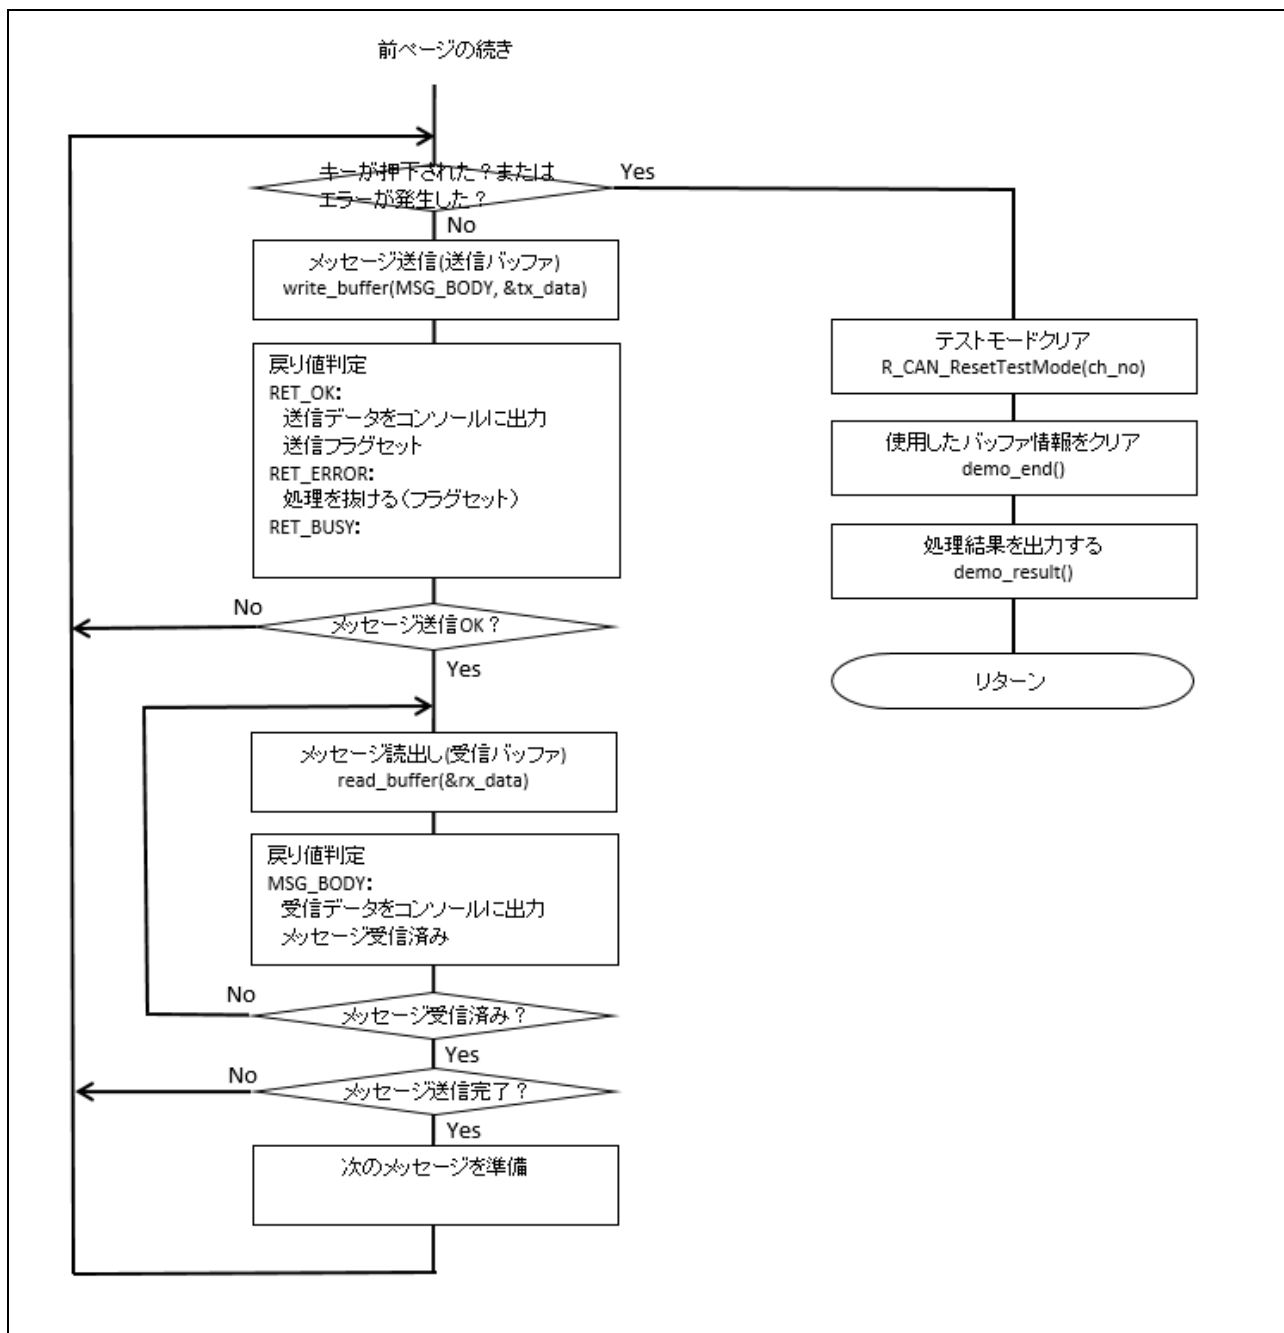 前ページの続き
キーが押下された？または
エラーが発生した？
Yes
No
メッセージ送信(送信バッファ)
write_buffer(MSG_BODY, &tx_data)
戻り値判定
RET_OK:
送信データをコンソールに出力
送信フラグセット
RET_ERROR:
処理を抜ける（フラグセット）
RET_BUSY:
メッセージ送信OK？
No
Yes
メッセージ読出し(受信バッファ)
read_buffer(&rx_data)
戻り値判定
MSG_BODY:
受信データをコンソールに出力
メッセージ受信済み
メッセージ受信済み？
No
Yes
メッセージ送信完了？
No
Yes
次のメッセージを準備
テストモードクリア
R_CAN_ResetTestMode(ch_no)
使用したバッファ情報をクリア
demo_end()
処理結果を出力する
demo_result()
リターン